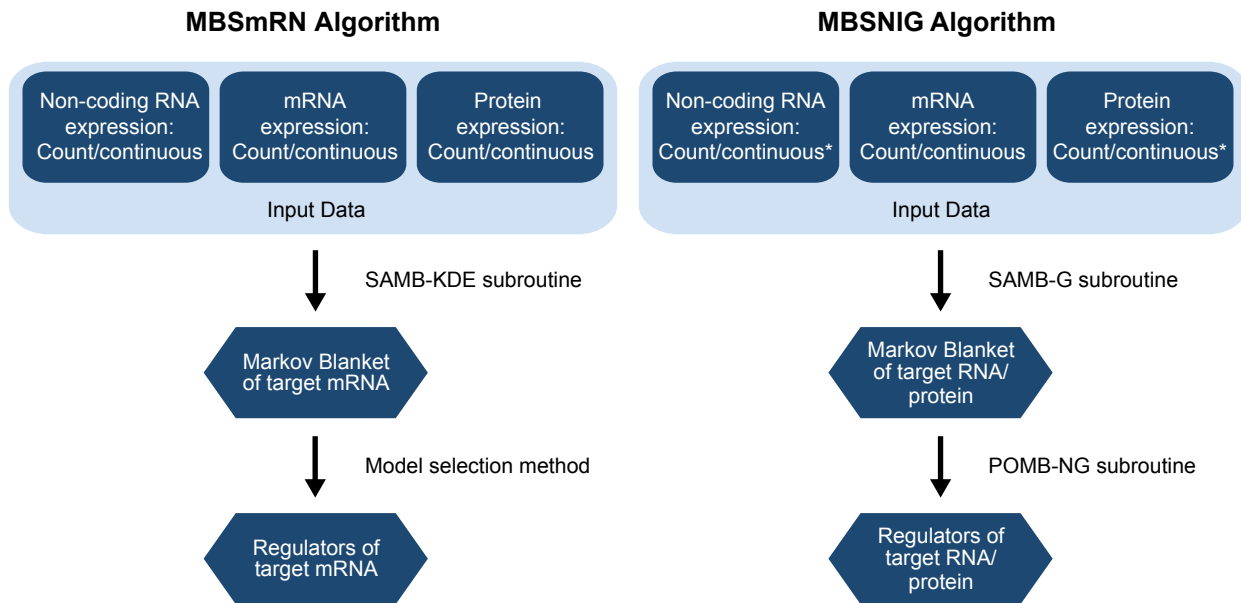 MBSmRN Algorithm
Non-coding RNA
expression:
Count/continuous
mRNA
expression:
Count/continuous
Protein
expression:
Count/continuous
Input Data
SAMB-KDE subroutine
Markov Blanket
of target mRNA
Model selection method
Regulators of
target mRNA
MBSNIG Algorithm
Non-coding RNA
expression:
Count/continuous*
mRNA
expression:
Count/continuous
Protein
expression:
Count/continuous*
Input Data
SAMB-G subroutine
Markov Blanket
of target RNA/
protein
POMB-NG subroutine
Regulators of
target RNA/
protein